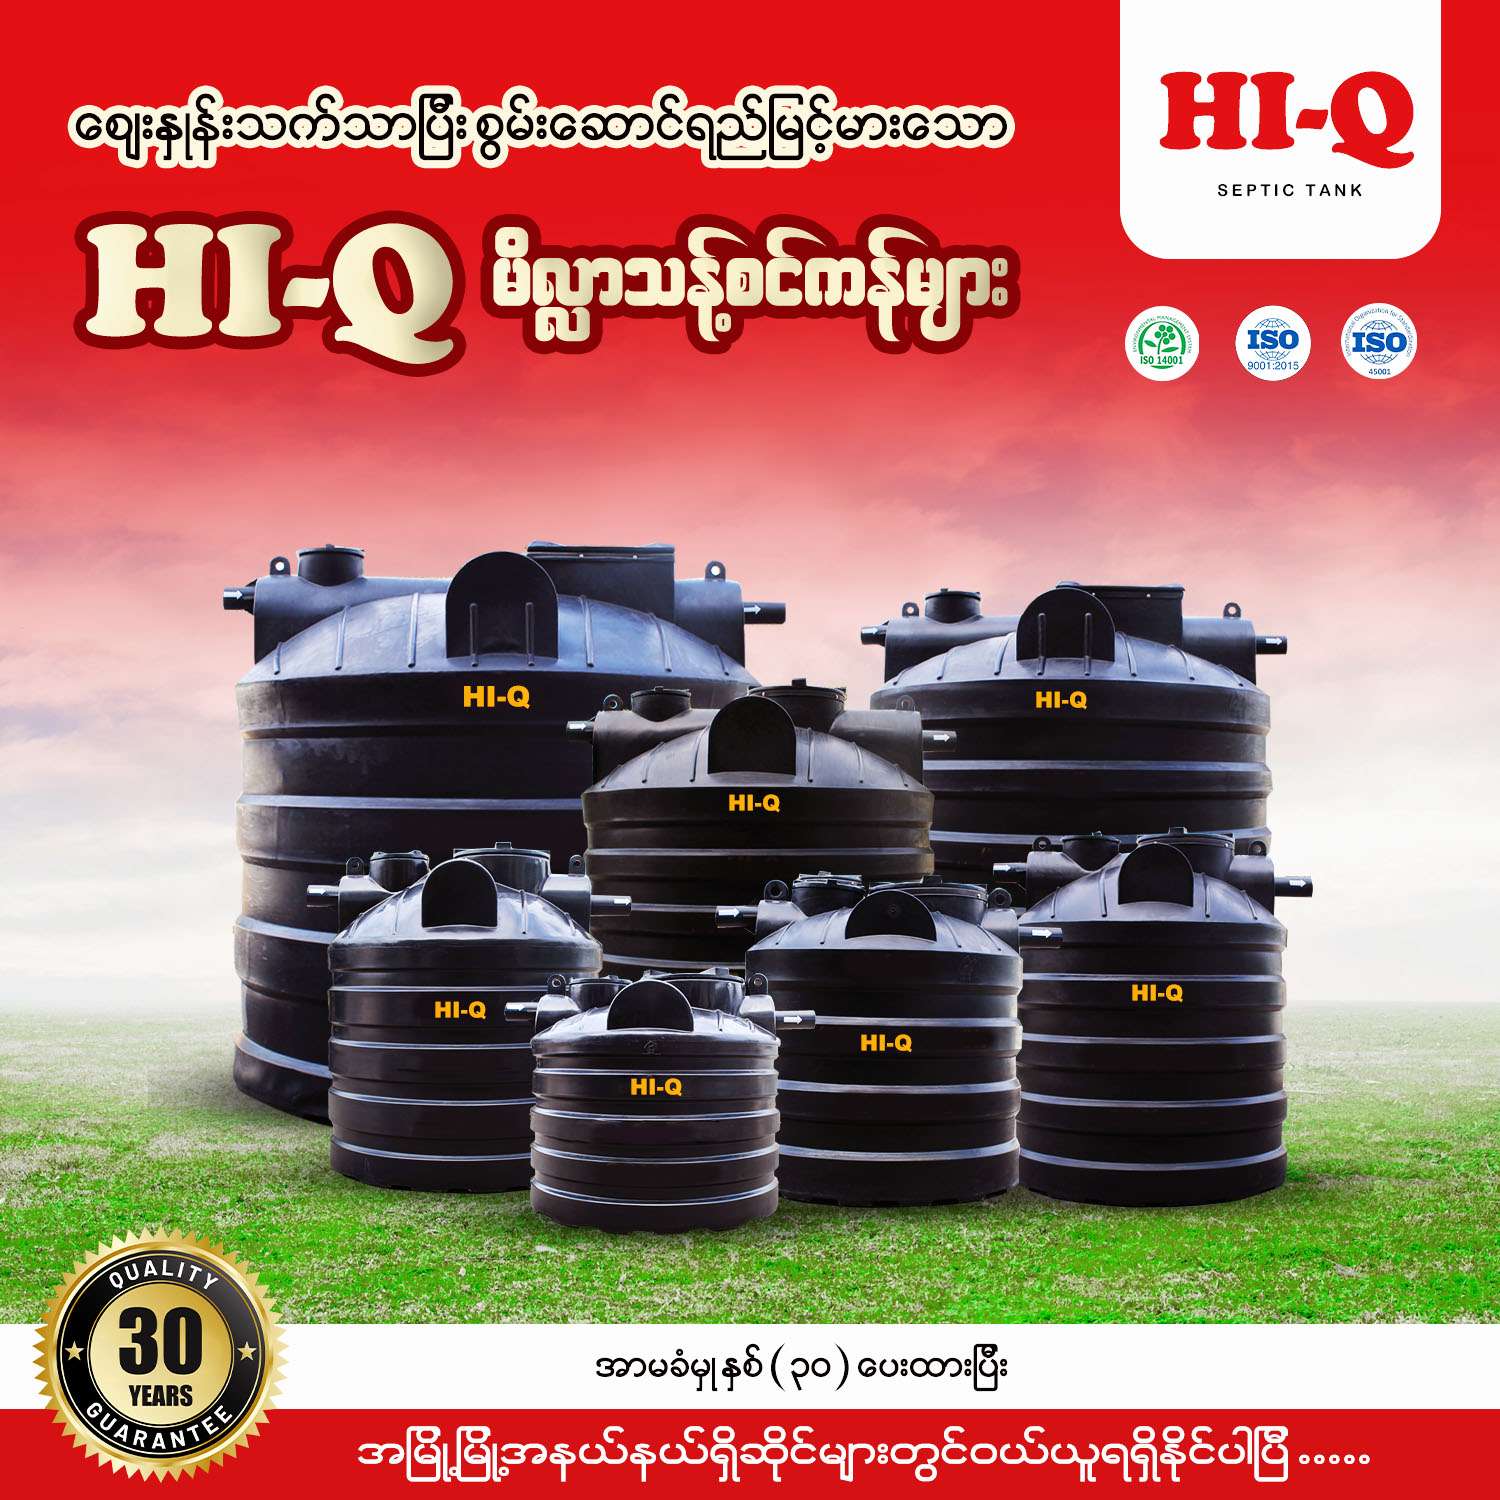 HI-Q
SEPTIC TANK
ဈေးနှုန်းသက်သာပြီး စွမ်းဆောင်ရည်မြင့်မားသော
HI-Q မိလ္လာသန့်စင်ကန်များ
ISO 14001
ISO
9001:2015
ISO
45001
HI-Q
HI-Q
HI-Q
HI-Q
HI-Q
HI-Q
HI-Q
QUALITY
30
YEARS
GUARANTEE
အာမခံမှုနှစ် (၃၀) ပေးထားပြီး
အမြို့မြို့အနယ်နယ်ရှိဆိုင်များတွင်ဝယ်ယူရရှိနိုင်ပါပြီ .....